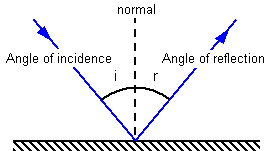 normal
Angle of incidence
i
r
Angle of reflection